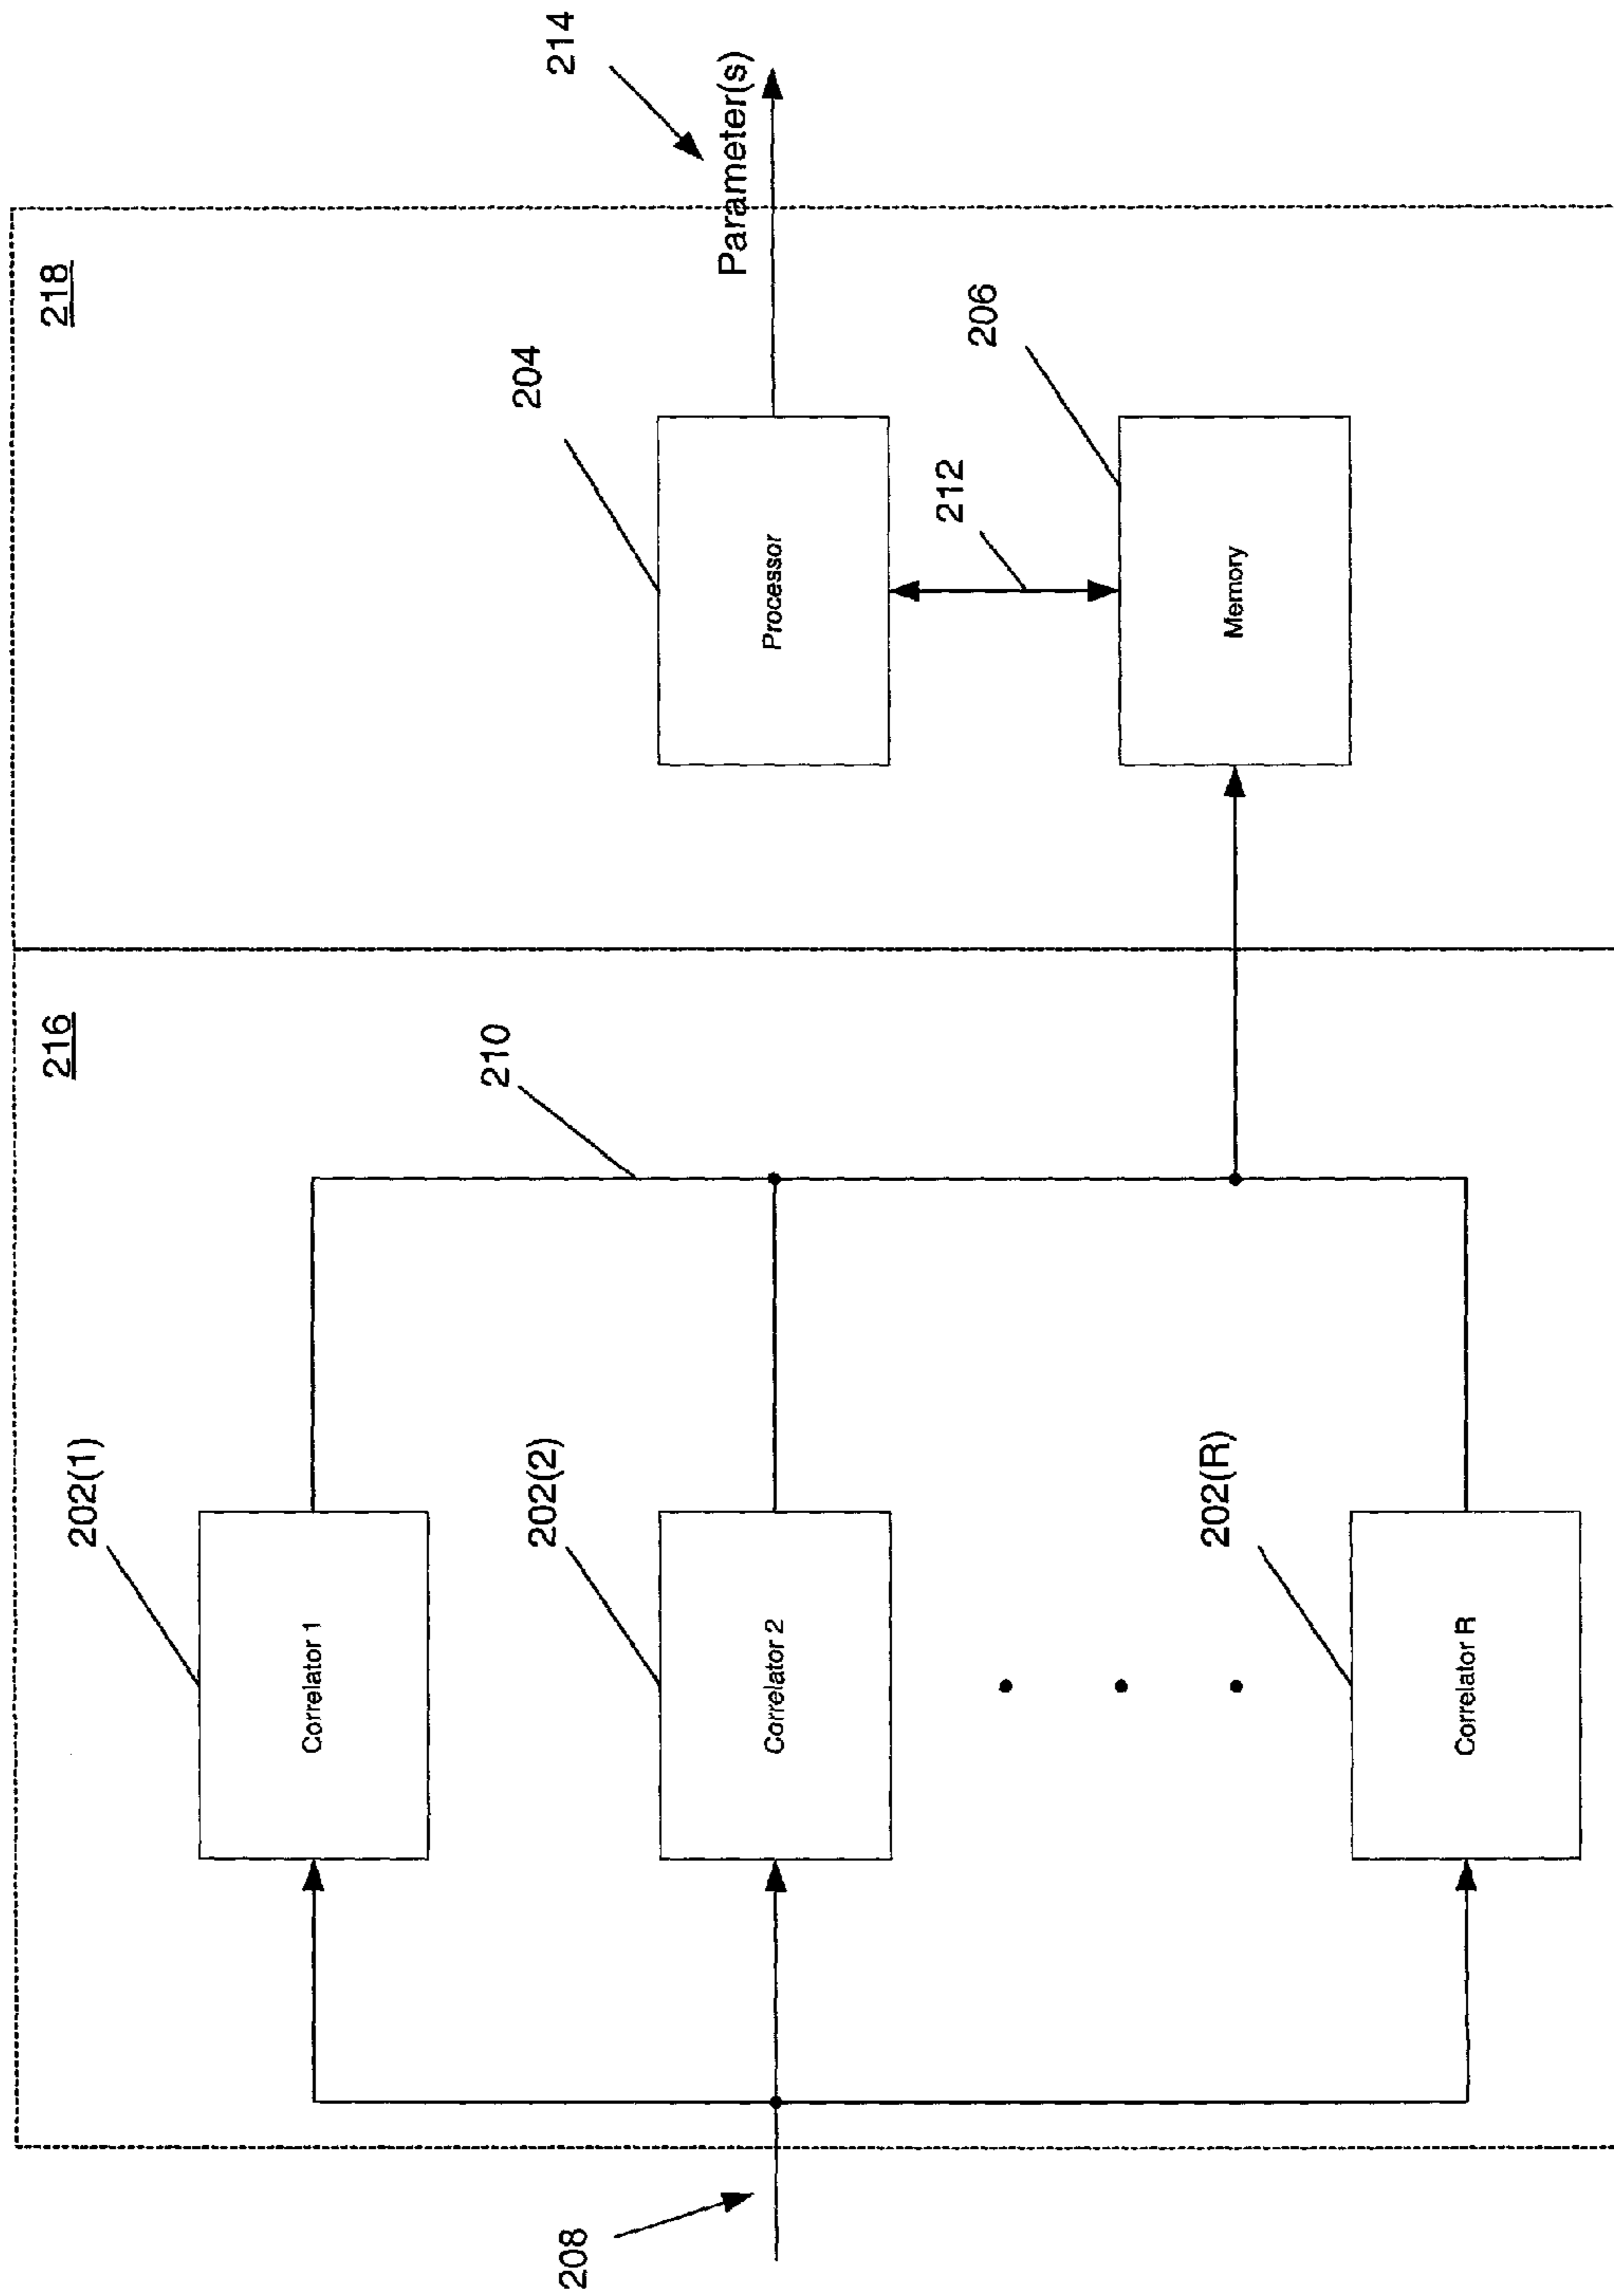 216
218
202(1)
Correlator 1
202(2)
Correlator 2
202(R)
Correlator R
208
210
204
Processor
212
206
Memory
214
Parameter(s)